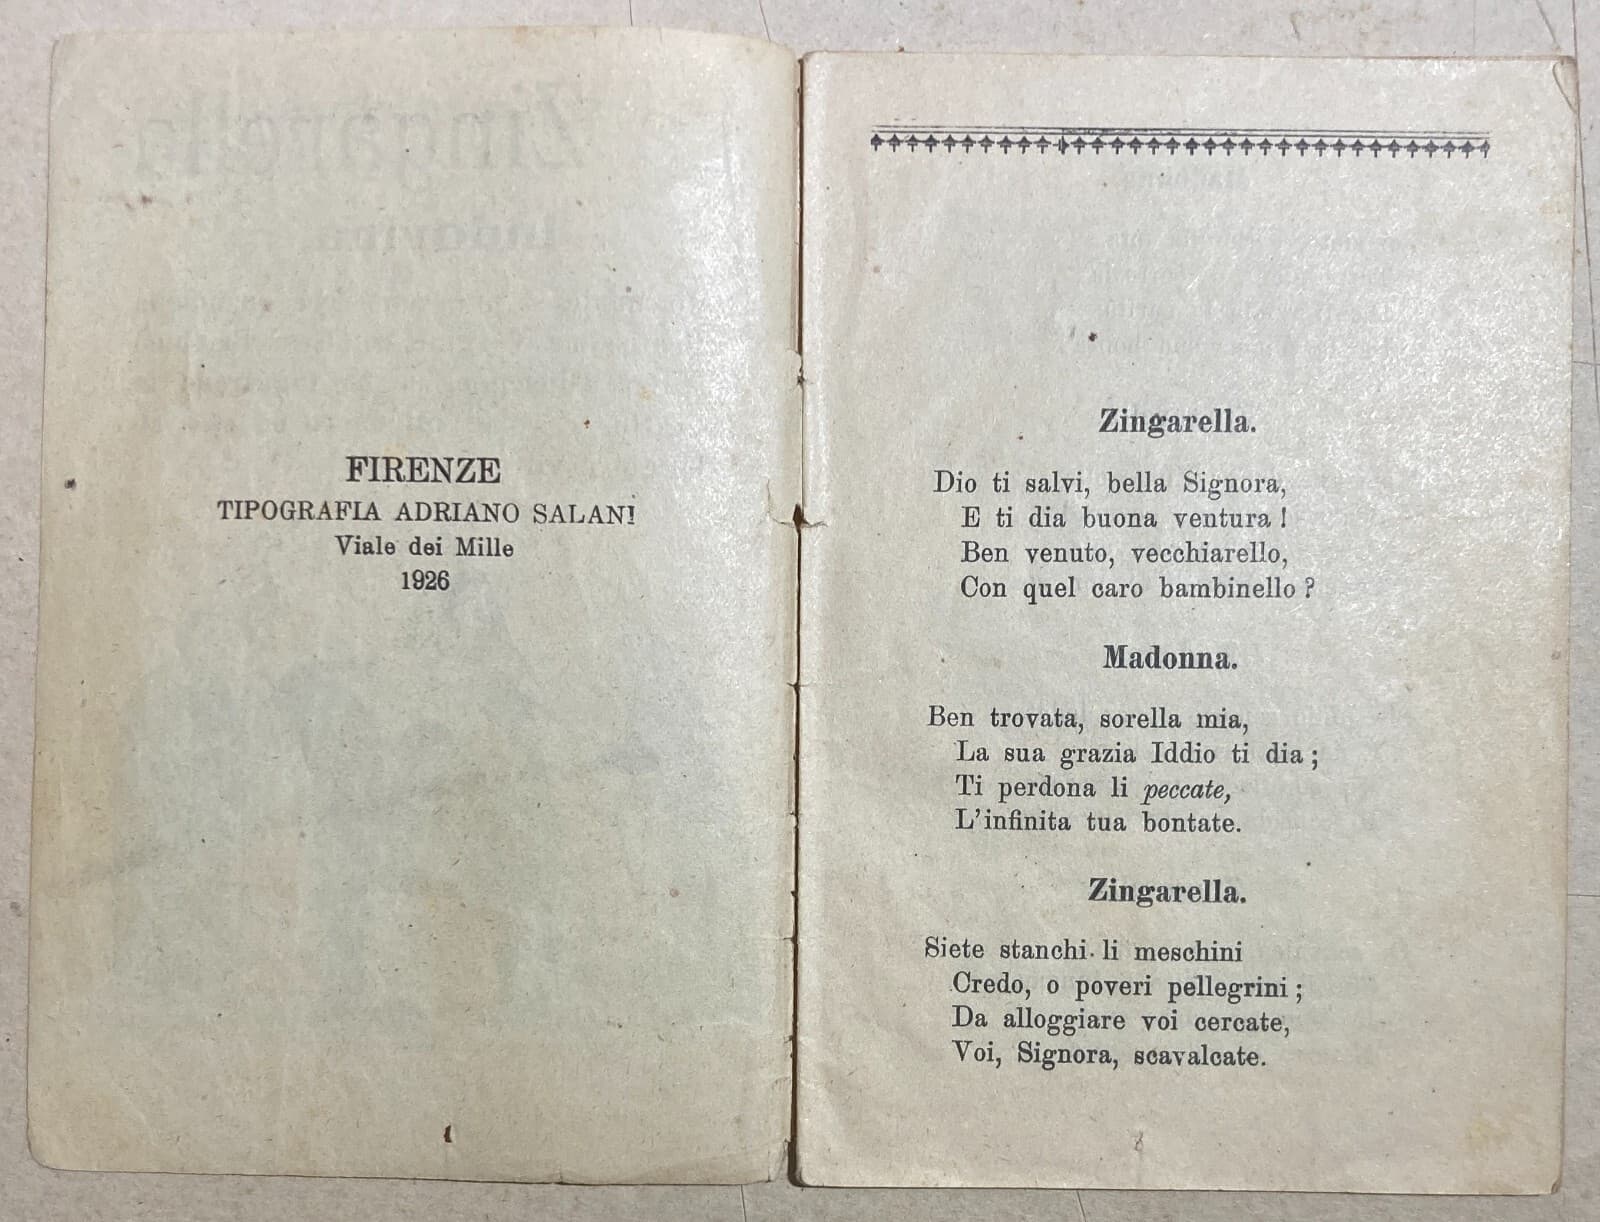 FIRENZE
TIPOGRAFIA ADRIANO SALANI
Viale dei Mille
1926
Zingarella.
Dio ti salvi, bella Signora,
E ti dia buona ventura!
Ben venuto, vecchiarello,
Con quel caro bambinello?
Madonna.
Ben trovata, sorella mia,
La sua grazia Iddio ti dia;
Ti perdona li peccate,
L'infinita tua bontate.
Zingarella.
Siete stanchi li meschini
Credo, o poveri pellegrini;
Da alloggiare voi cercate,
Voi, Signora, scavalcate.